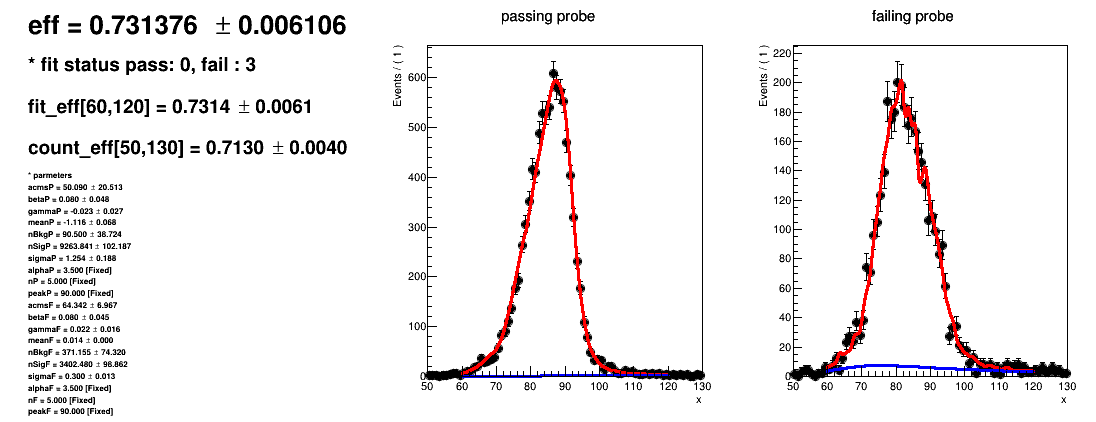 eff = 0.731376 ± 0.006106
* fit status pass: 0, fail : 3
fit_eff[60,120] = 0.7314 ± 0.0061
count_eff[50,130] = 0.7130 ± 0.0040
* parmeters
acmsP = 50.090 ± 20.513
betaP = 0.080 ± 0.048
gammaP = -0.023 ± 0.027
meanP = -1.116 ± 0.068
nBkgP = 90.500 ± 38.724
nSigP = 9263.841 ± 102.187
sigmaP = 1.254 ± 0.188
alphaP = 3.500 [Fixed]
nP = 5.000 [Fixed]
peakP = 90.000 [Fixed]
acmsF = 64.342 ± 6.967
betaF = 0.080 ± 0.045
gammaF = 0.022 ± 0.016
meanF = 0.014 ± 0.000
nBkgF = 371.155 ± 74.320
nSigF = 3402.480 ± 96.862
sigmaF = 0.300 ± 0.013
alphaF = 3.500 [Fixed]
nF = 5.000 [Fixed]
peakF = 90.000 [Fixed]
passing probe
Events / ( 1 )
600
500
400
300
200
100
0
50 60 70 80 90 100 110 120 130
x
failing probe
Events / ( 1 )
220
200
180
160
140
120
100
80
60
40
20
0
50 60 70 80 90 100 110 120 130
x